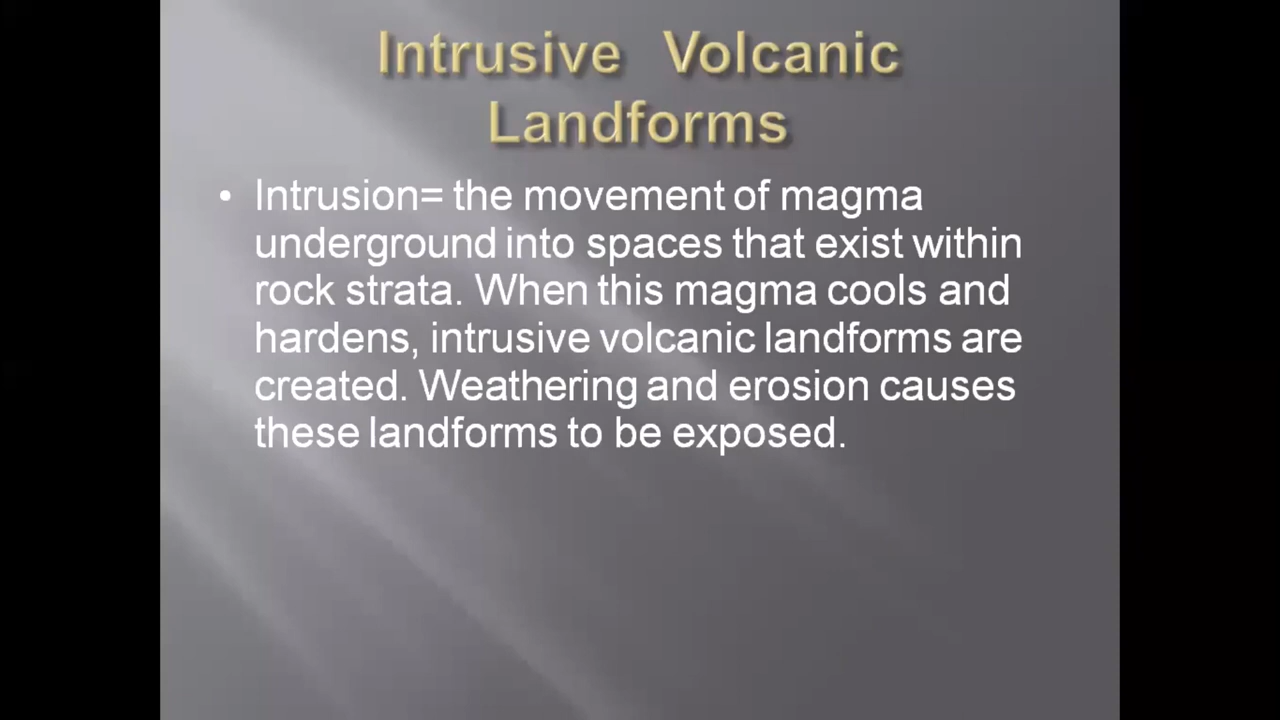 Intrusive Volcanic
Landforms
• Intrusion= the movement of magma
underground into spaces that exist within
rock strata. When this magma cools and
hardens, intrusive volcanic landforms are
created. Weathering and erosion causes
these landforms to be exposed.